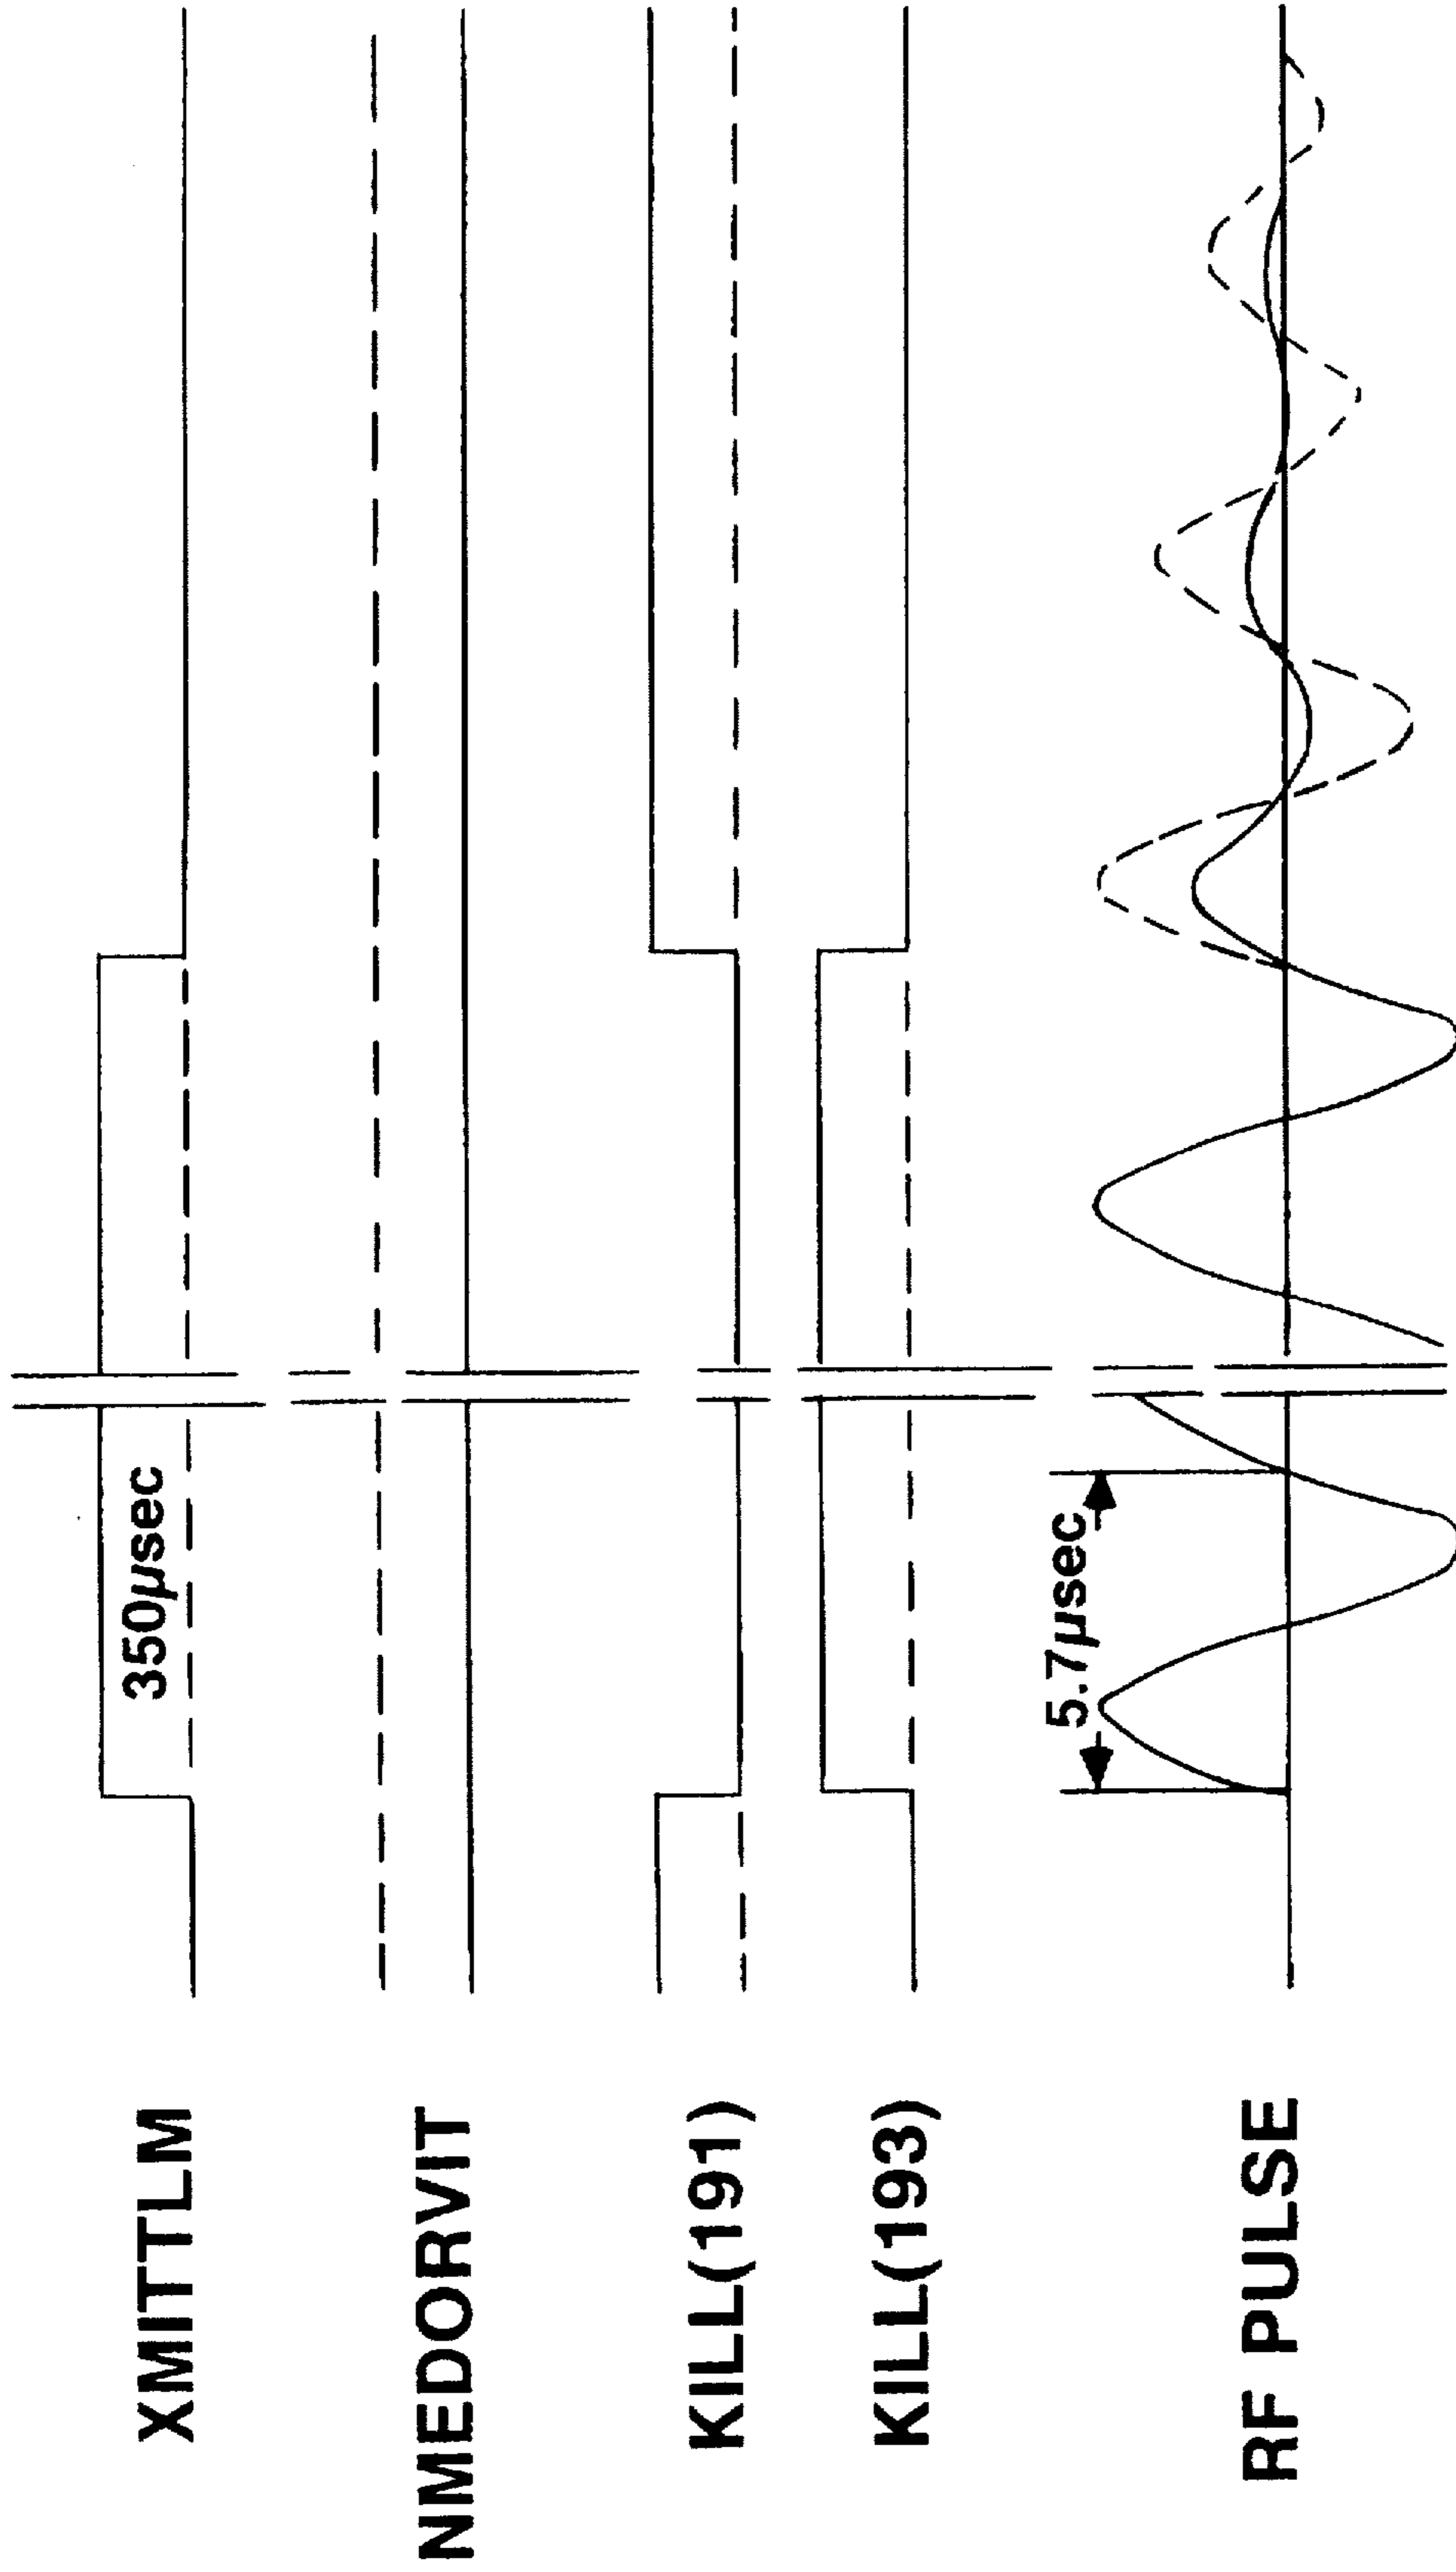 XMITTLM
350µsec
NMEDORVIT
KILL(191)
KILL(193)
5.7µsec
RF PULSE